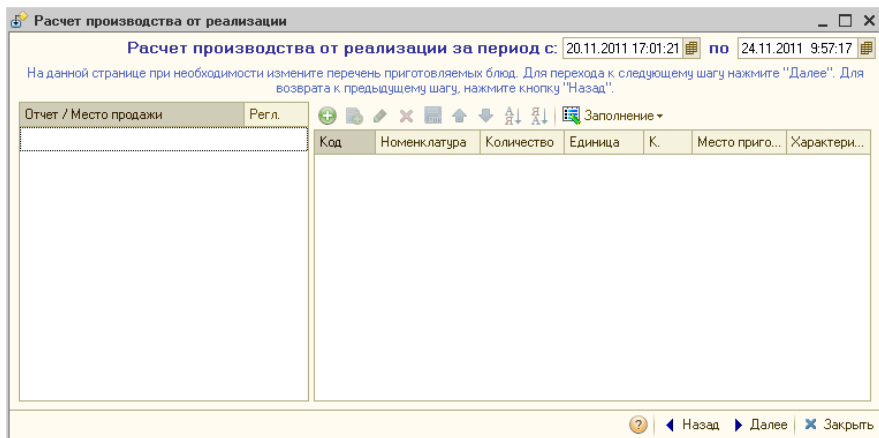 Расчет производства от реализации
Расчет производства от реализации за период с: 20.11.2011 17:01:21 по 24.11.2011 9:57:17
На данной странице при необходимости измените перечень приготовляемых блюд. Для перехода к следующему шагу нажмите "Далее". Для
возврата к предыдущему шагу, нажмите кнопку "Назад".
Отчет / Место продажи Регл. Заполнение
Код Номенклатура Количество Единица К. Место приго... Характери...
Назад Далее Закрыть